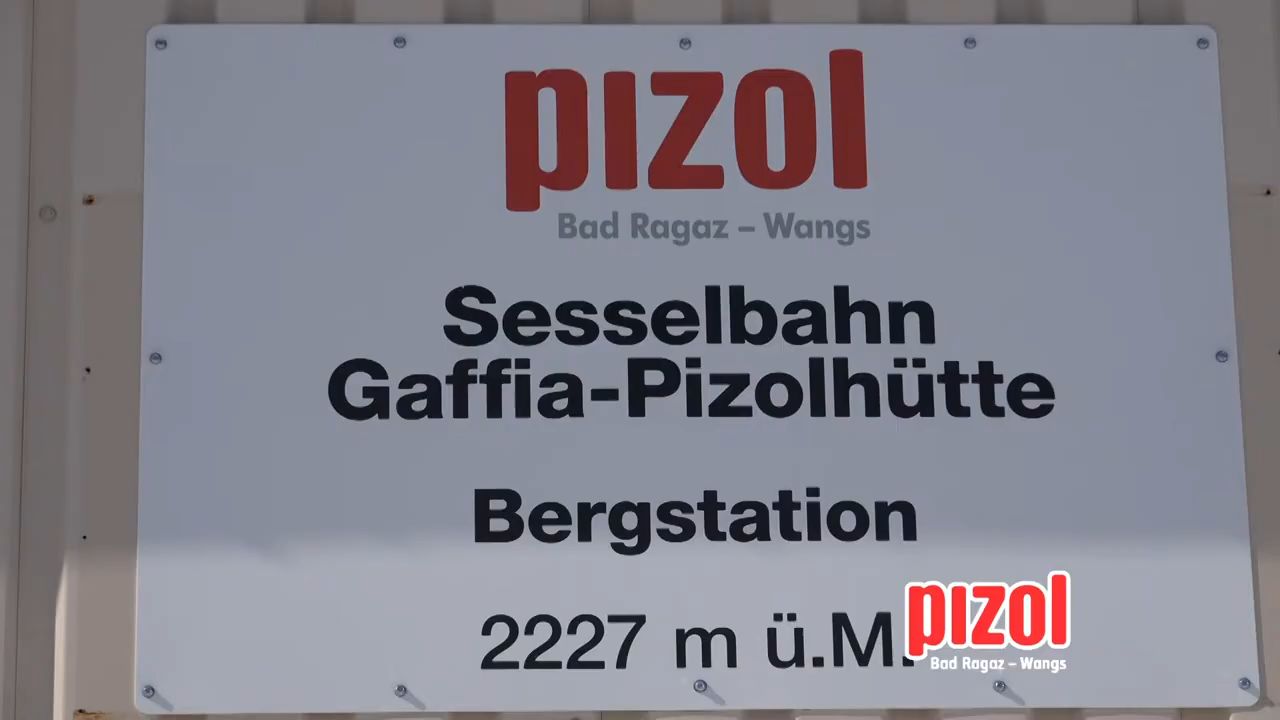 pizol
Bad Ragaz – Wangs
Sesselbahn
Gaffia-Pizolhütte
Bergstation
2227 m ü.M.
pizol
Bad Ragaz – Wangs